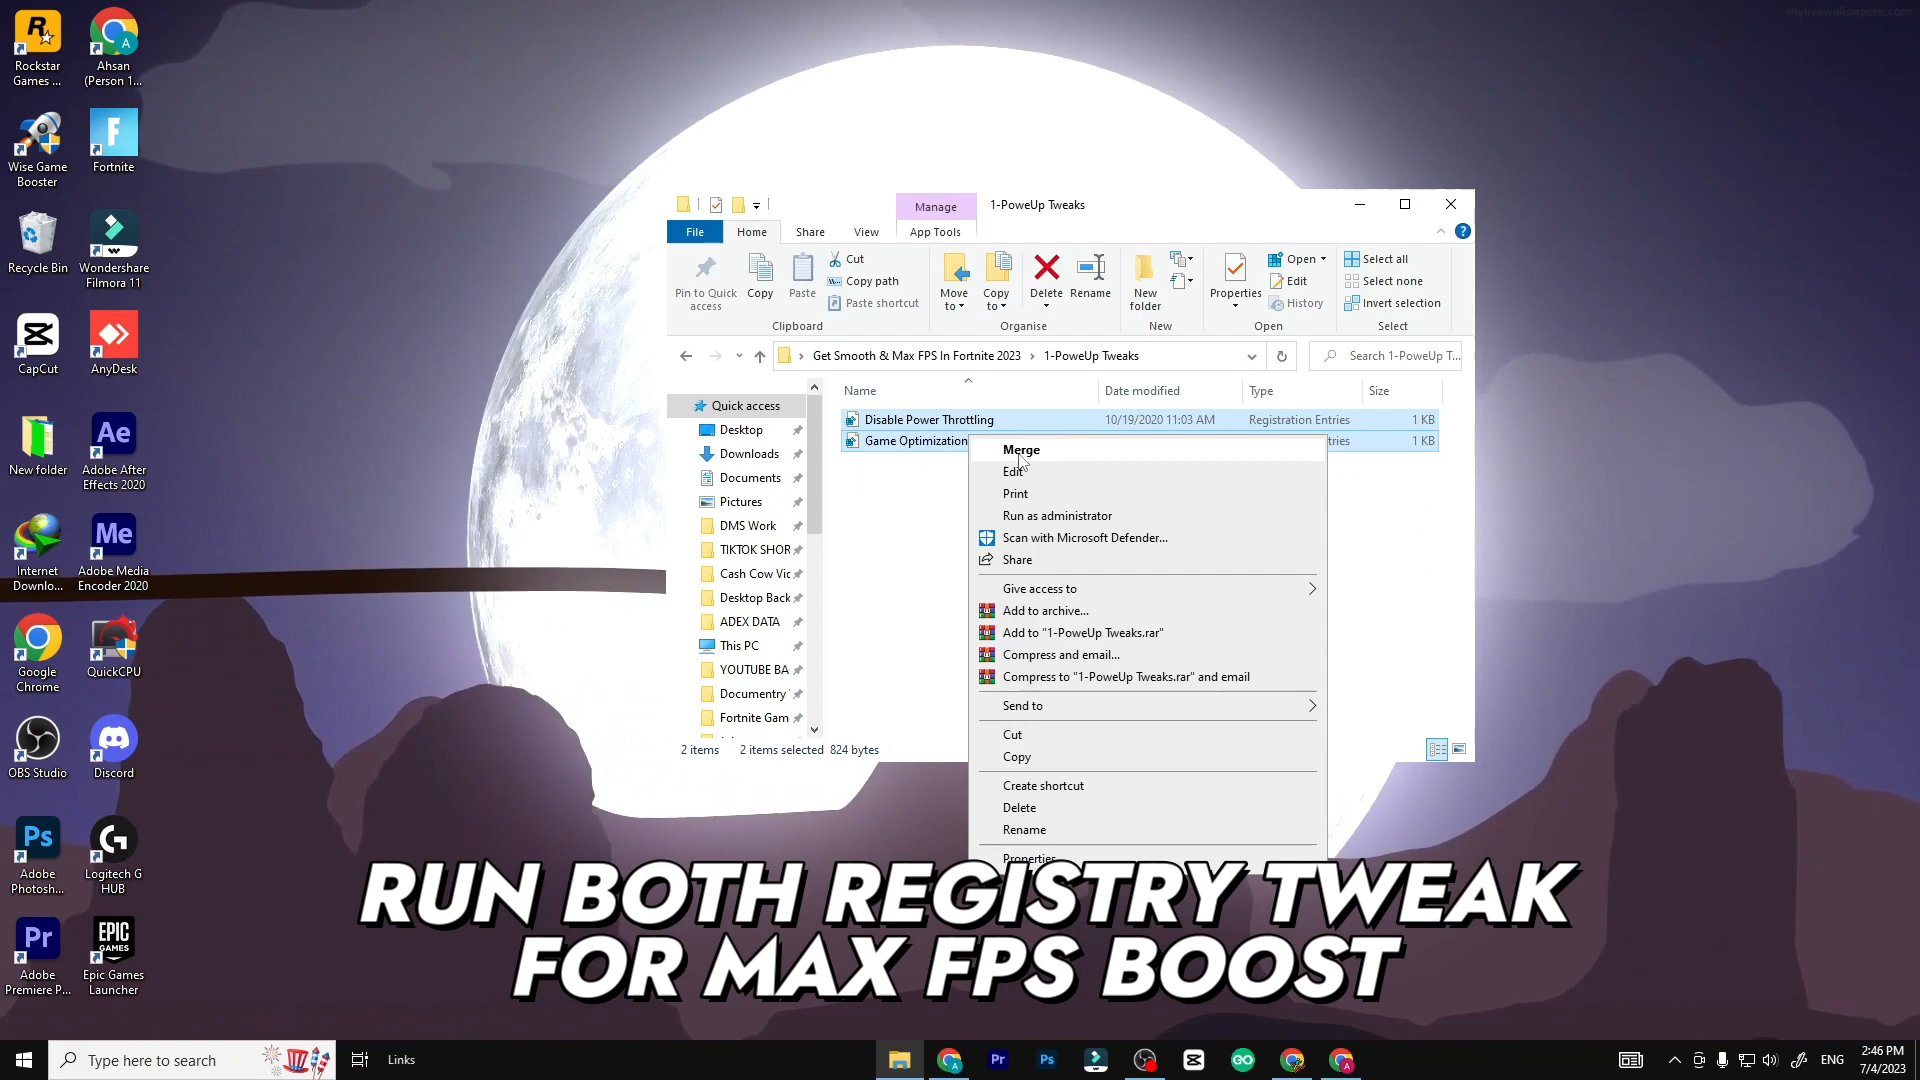 mylivewallpapers.com
Rockstar
Games ...
Ahsan
(Person 1...
Wise Game
Booster
Fortnite
Recycle Bin
Wondershare
Filmora 11
CapCut
AnyDesk
New folder
Adobe After
Effects 2020
Internet
Downlo...
Adobe Media
Encoder 2020
Google
Chrome
QuickCPU
OBS Studio
Discord
Adobe
Photosh...
Logitech G
HUB
Adobe
Premiere P...
Epic Games
Launcher
Manage
1-PoweUp Tweaks
File
Home
Share
View
App Tools
Pin to Quick
access
Copy
Paste
Cut
Copy path
Paste shortcut
Clipboard
Move
to
Copy
to
Delete
Rename
Organise
New
folder
New
Properties
Open
Edit
History
Open
Select all
Select none
Invert selection
Select
Get Smooth & Max FPS In Fortnite 2023
1-PoweUp Tweaks
Search 1-PoweUp T...
Name
Date modified
Type
Size
Disable Power Throttling
10/19/2020 11:03 AM
Registration Entries
1 KB
Game Optimization
1 KB
Quick access
Desktop
Downloads
Documents
Pictures
DMS Work
TIKTOK SHOR
Cash Cow Vic
Desktop Back
ADEX DATA
This PC
YOUTUBE BA
Documentry
Fortnite Gam
2 items
2 items selected 824 bytes
Merge
Edit
Print
Run as administrator
Scan with Microsoft Defender...
Share
Give access to
Add to archive...
Add to "1-PoweUp Tweaks.rar"
Compress and email...
Compress to "1-PoweUp Tweaks.rar" and email
Send to
Cut
Copy
Create shortcut
Delete
Rename
Properties
RUN BOTH REGISTRY TWEAK
FOR MAX FPS BOOST
Type here to search
Links
ENG
2:46 PM
7/4/2023